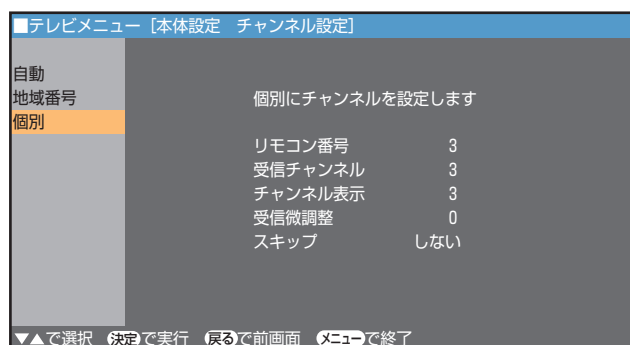 ■テレビメニュー [本体設定 チャンネル設定]
自動
地域番号
個別
個別にチャンネルを設定します
リモコン番号 3
受信チャンネル 3
チャンネル表示 3
受信微調整 0
スキップ しない
▼▲で選択 決定で実行 戻るで前画面 メニューで終了